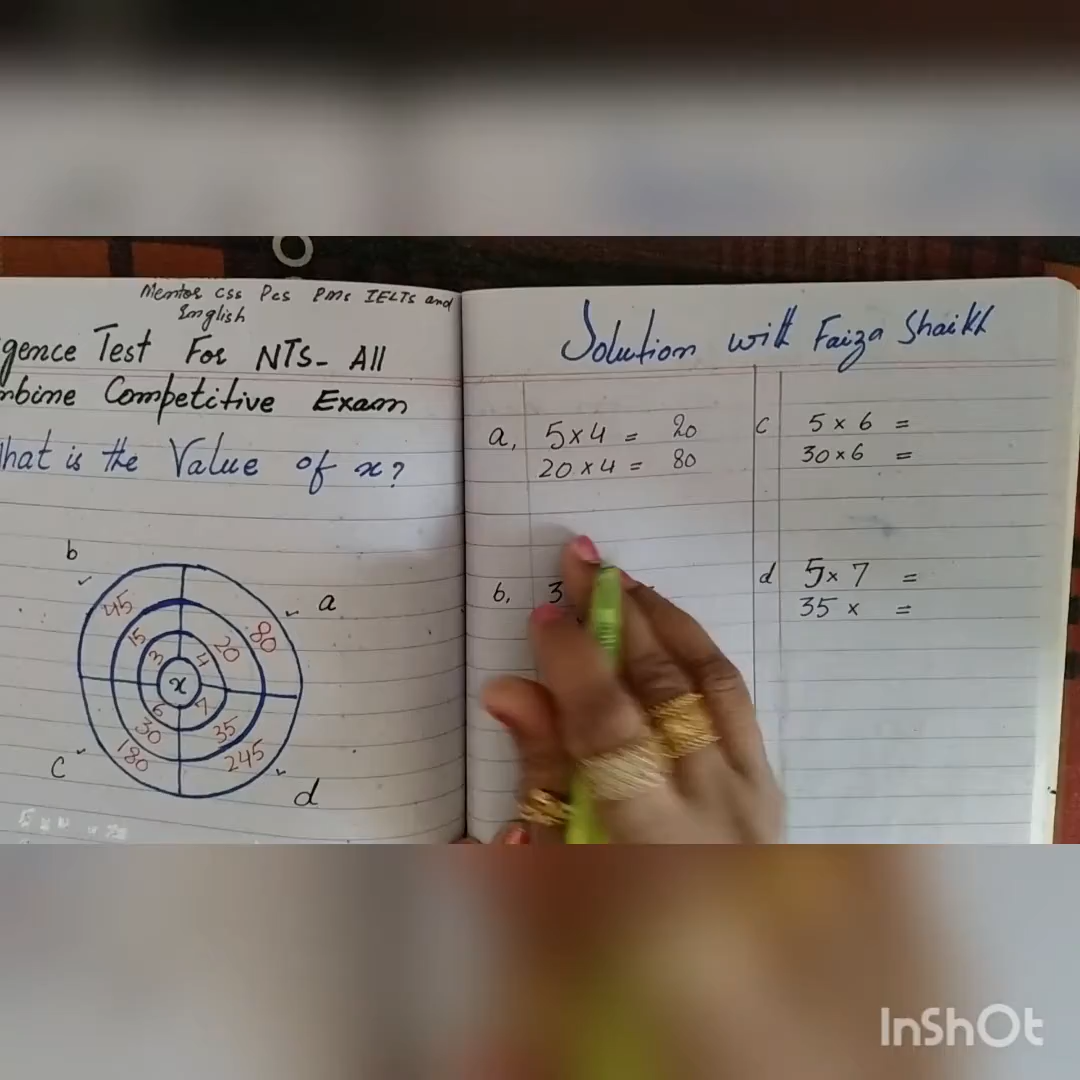 Mentor CSS PCS PMS IELTS and
English
gence Test For NTS- All
mbine Competitive Exam
hat is the Value of x?
b
a
45
80
15
20
3
4
x
6
7
30
35
180
245
c
d
Solution with Faiza Shaikh
a, 5×4 = 20
20×4 = 80
b, 3
c 5×6 =
30×6 =
d 5×7 =
35× =
InShOt